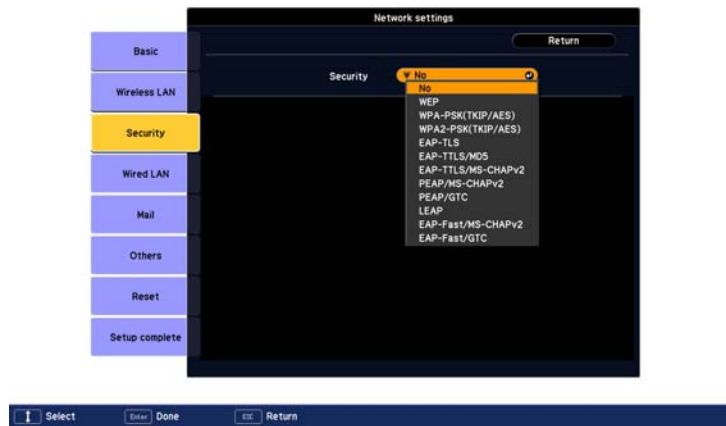 Network settings
Return
Basic
Wireless LAN
Security
Wired LAN
Mail
Others
Reset
Setup complete
Security No
No
WEP
WPA-PSK(TKIP/AES)
WPA2-PSK(TKIP/AES)
EAP-TLS
EAP-TTLS/MD5
EAP-TTLS/MS-CHAPv2
PEAP/MS-CHAPv2
PEAP/GTC
LEAP
EAP-Fast/MS-CHAPv2
EAP-Fast/GTC
Select Enter Done ESC Return